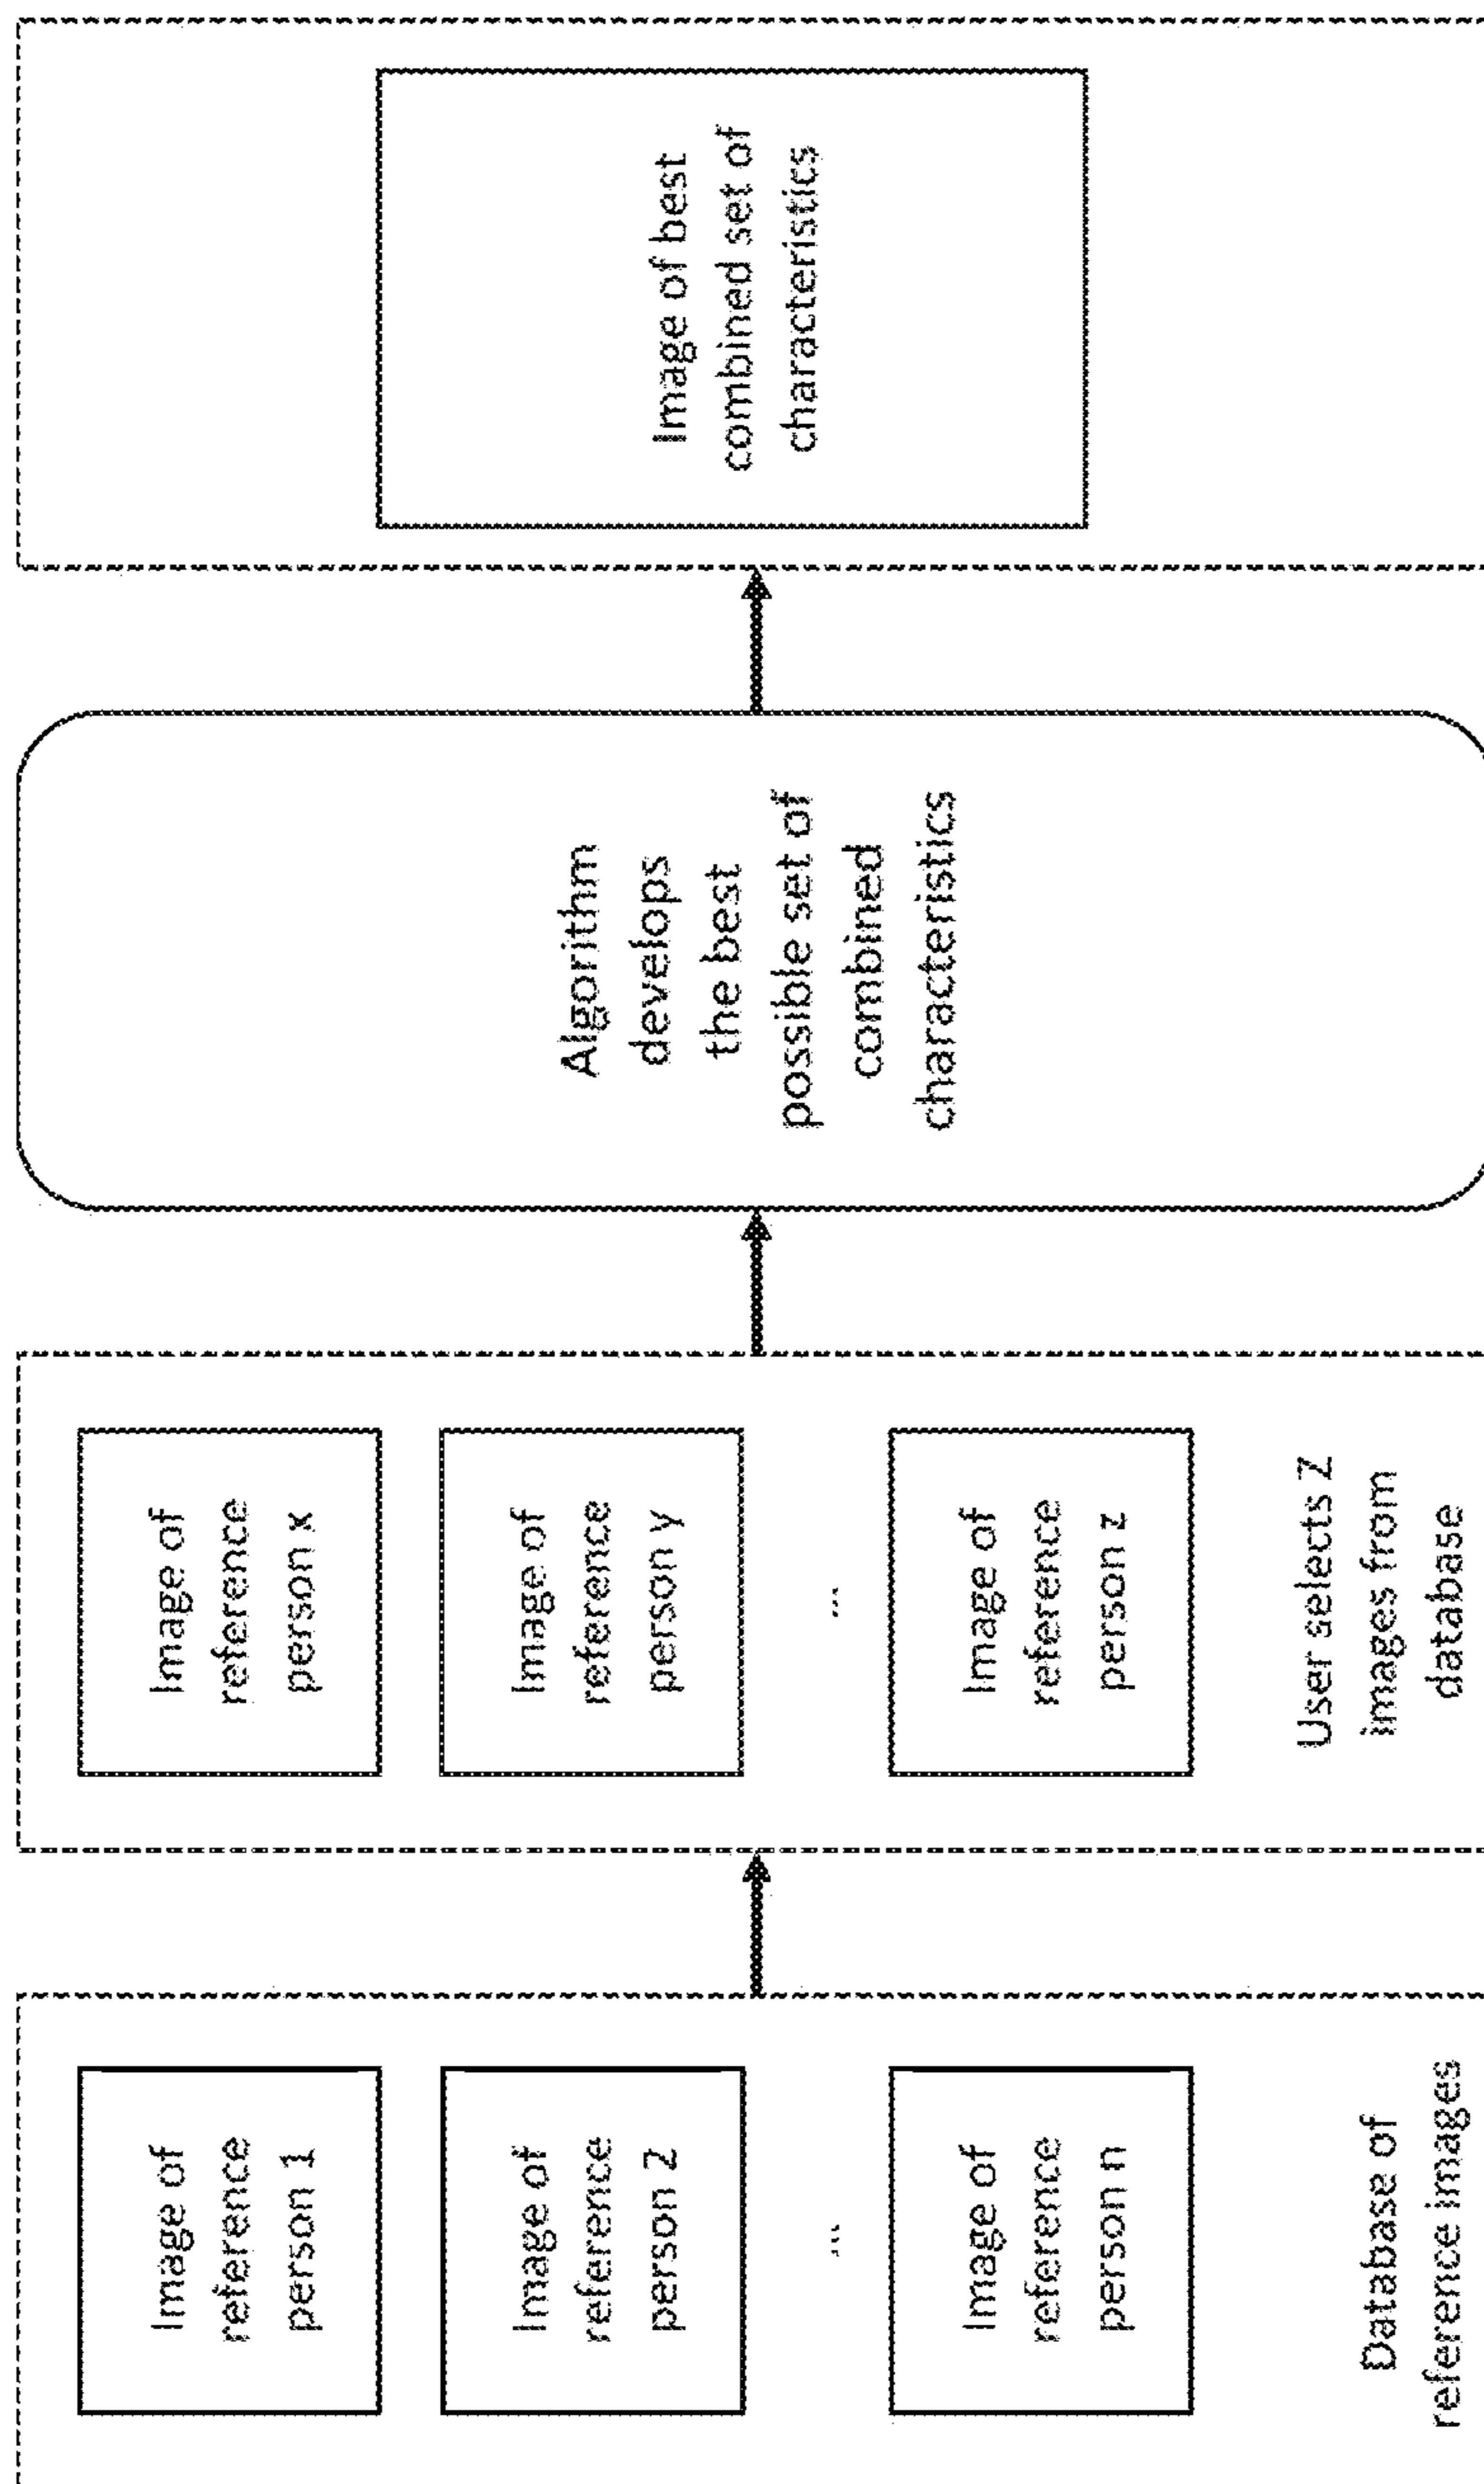 Image of
reference
person 1
Image of
reference
person 2
...
Image of
reference
person n
Database of
reference images
Image of
reference
person x
Image of
reference
person y
...
Image of
reference
person z
User selects Z
images from
database
Algorithm
develops
the best
possible set of
combined
characteristics
Image of best
combined set of
characteristics